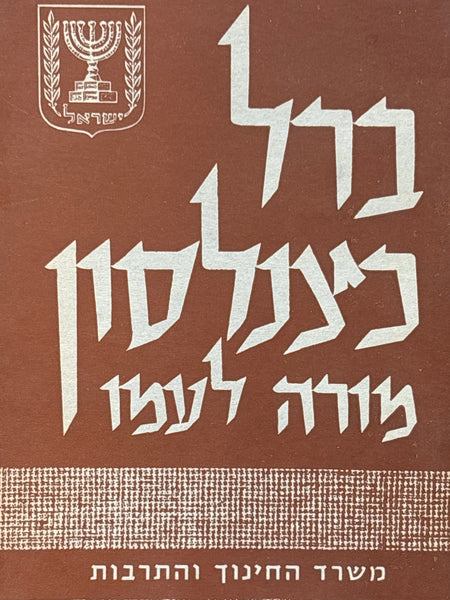 ישראל
ברל
כצנלסון
מורה לעמו
משרד החינוך והתרבות